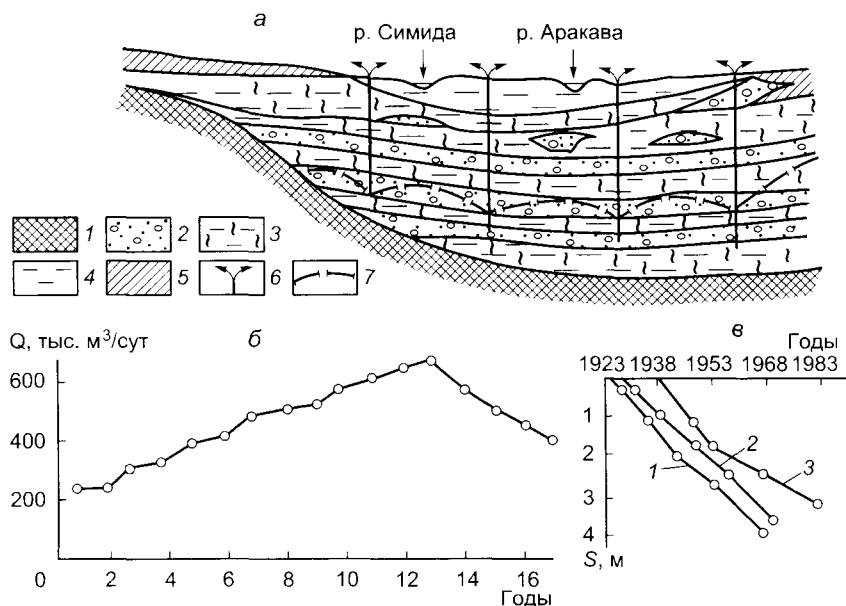 а
р. Симида р. Аракава
1 2 3
4 5 6 7
Q, тыс. м³/сут б
600
400
200
0 2 4 6 8 10 12 14 16
Годы
в Годы
1923 1938 1953 1968 1983
1
2
3
4
S, м
1 2 3